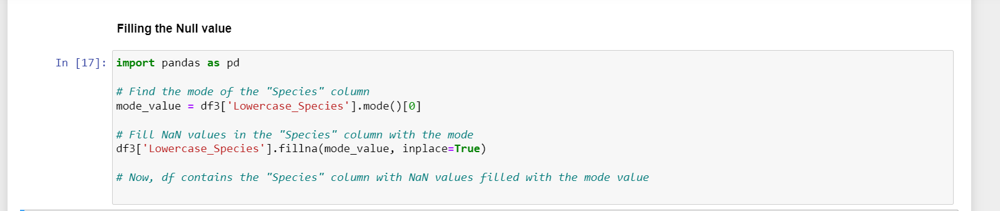 Filling the Null value
In [17]: import pandas as pd
# Find the mode of the "Species" column
mode_value = df3['Lowercase_Species'].mode()[0]
# Fill NaN values in the "Species" column with the mode
df3['Lowercase_Species'].fillna(mode_value, inplace=True)
# Now, df contains the "Species" column with NaN values filled with the mode value